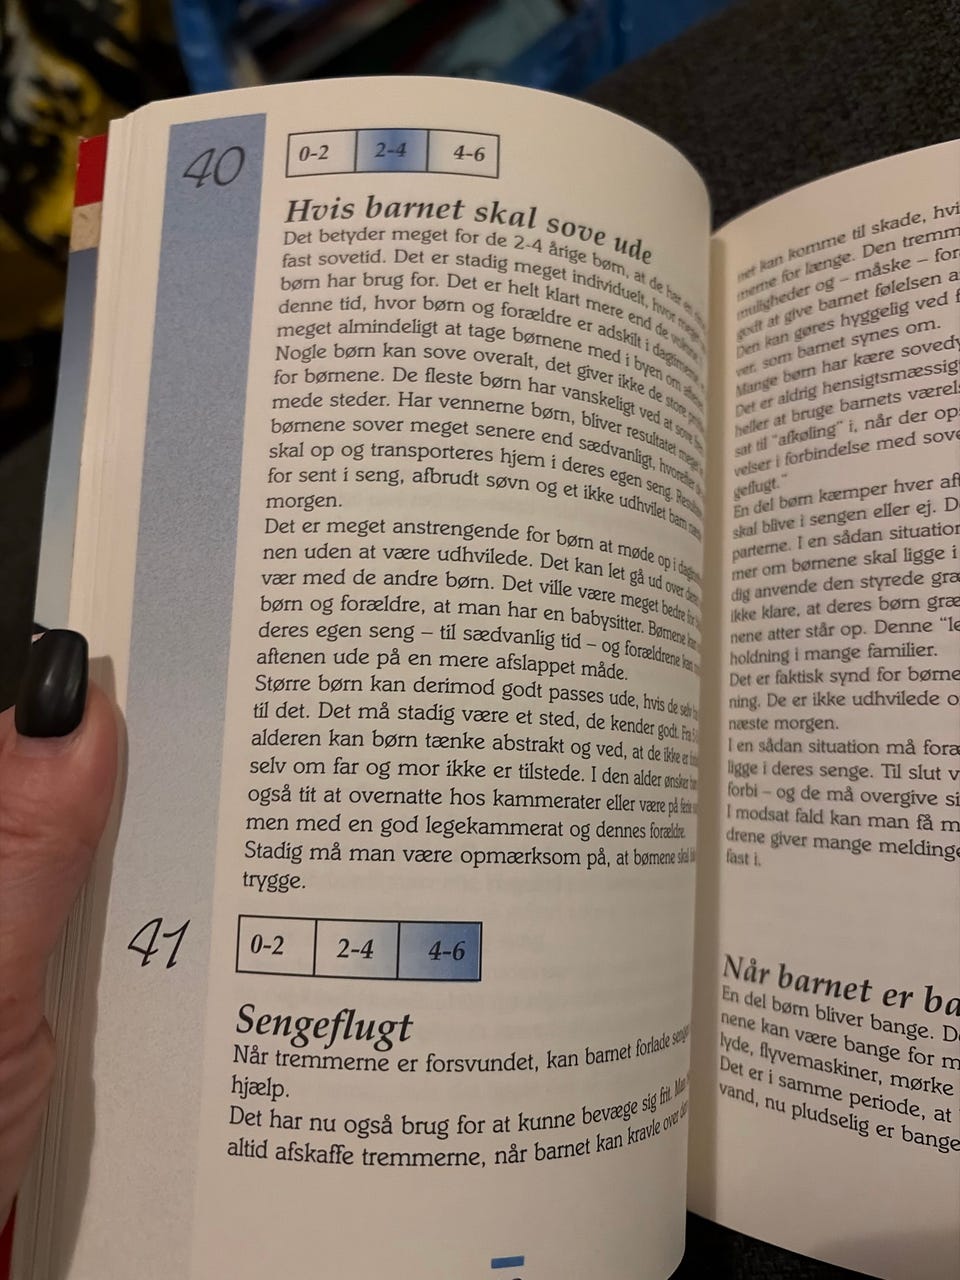 40
0-2 2-4 4-6
Hvis barnet skal sove ude
Det betyder meget for de 2-4 årige børn, at de har en
fast sovetid. Det er stadig meget individuelt, hvor meget
børn har brug for. Det er helt klart mere end de voksne
denne tid, hvor børn og forældre er adskilt i dagtimerne,
meget almindeligt at tage børnene med i byen om aftenen
Nogle børn kan sove overalt, det giver ikke de store
for børnene. De fleste børn har vanskeligt ved at sove
mede steder. Har vennerne børn, bliver resultatet
børnene sover meget senere end sædvanligt, hvorefter
skal op og transporteres hjem i deres egen seng.
for sent i seng, afbrudt søvn og et ikke udhvilet barn
morgen.
Det er meget anstrengende for børn at møde op i
nen uden at være udhvilede. Det kan let gå ud over
vær med de andre børn. Det ville være meget bedre for
børn og forældre, at man har en babysitter. Børnene
deres egen seng – til sædvanlig tid – og forældrene kan
aftenen ude på en mere afslappet måde.
Større børn kan derimod godt passes ude, hvis de selv
til det. Det må stadig være et sted, de kender godt. Fra
alderen kan børn tænke abstrakt og ved, at de ikke er
selv om far og mor ikke er tilstede. I den alder ønsker
også tit at overnatte hos kammerater eller være på ferie
men med en god legekammerat og dennes forældre.
Stadig må man være opmærksom på, at børnene skal
trygge.
41
0-2 2-4 4-6
Sengeflugt
Når tremmerne er forsvundet, kan barnet forlade
hjælp.
Det har nu også brug for at kunne bevæge sig frit. Man
altid afskaffe tremmerne, når barnet kan kravle over
kan komme til skade, hvi
merne for længe. Den tremm
muligheder og – måske – for
godt at give barnet følelsen a
Den kan gøres hyggelig ved
ver, som barnet synes om.
Mange børn har kære sovedy
Det er aldrig hensigtsmæssig
heller at bruge barnets værels
sat til "afkøling" i, når der op
velser i forbindelse med sove
geflugt."
En del børn kæmper hver aft
skal blive i sengen eller ej. D
parterne. I en sådan situation
mer om børnene skal ligge i
dig anvende den styrede græ
ikke klare, at deres børn græ
nene atter står op. Denne "le
holdning i mange familier.
Det er faktisk synd for børne
ning. De er ikke udhvilede o
næste morgen.
I en sådan situation må foræ
ligge i deres senge. Til slut v
forbi – og de må overgive si
I modsat fald kan man få m
drene giver mange meldinge
fast i.
Når barnet er ba
En del børn bliver bange. De
nene kan være bange for m
lyde, flyvemaskiner, mørke
Det er i samme periode, at
vand, nu pludselig er bange